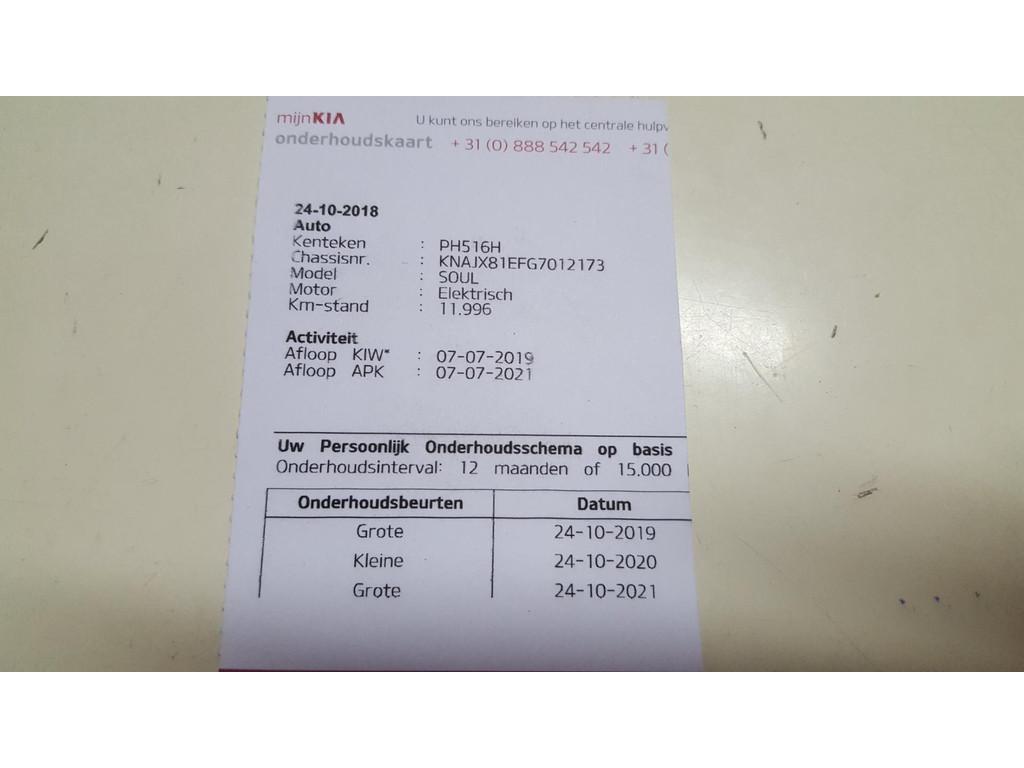 mijnKIA U kunt ons bereiken op het centrale
onderhoudskaart + 31 (0) 888 542 542 + 31 (
24-10-2018
Auto
Kenteken : PH516H
Chassisnr. : KNAJX81EFG7012173
Model : SOUL
Motor : Elektrisch
Km-stand : 11.996
Activiteit
Afloop KIW* : 07-07-2019
Afloop APK : 07-07-2021
Uw Persoonlijk Onderhoudsschema op basis
Onderhoudsinterval: 12 maanden of 15.000
Onderhoudsbeurten Datum
Grote 24-10-2019
Kleine 24-10-2020
Grote 24-10-2021